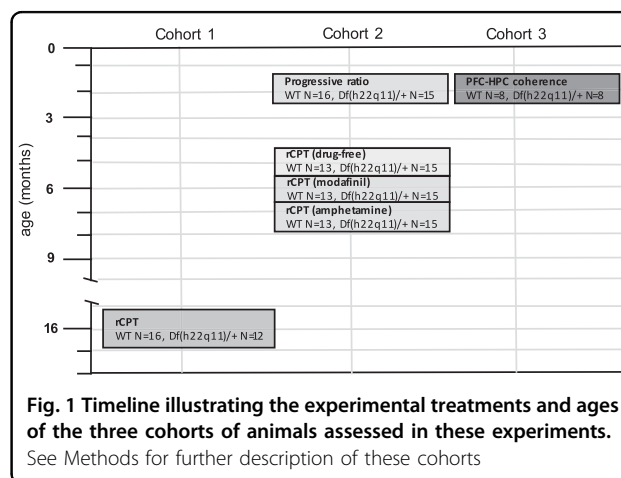 Cohort 1 Cohort 2 Cohort 3
0
Progressive ratio
WT N=16, Df(h22q11)/+ N=15
PFC-HPC coherence
WT N=8, Df(h22q11)/+ N=8
3
rCPT (drug-free)
WT N=13, Df(h22q11)/+ N=15
rCPT (modafinil)
WT N=13, Df(h22q11)/+ N=15
rCPT (amphetamine)
WT N=13, Df(h22q11)/+ N=15
6
9
age (months)
rCPT
WT N=16, Df(h22q11)/+ N=12
16
Fig. 1 Timeline illustrating the experimental treatments and ages
of the three cohorts of animals assessed in these experiments.
See Methods for further description of these cohorts